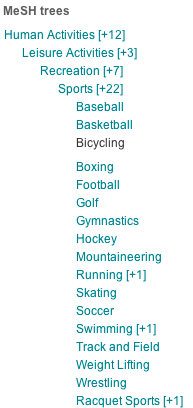 MeSH trees
Human Activities [+12]
Leisure Activities [+3]
Recreation [+7]
Sports [+22]
Baseball
Basketball
Bicycling
Boxing
Football
Golf
Gymnastics
Hockey
Mountaineering
Running [+1]
Skating
Soccer
Swimming [+1]
Track and Field
Weight Lifting
Wrestling
Racquet Sports [+1]